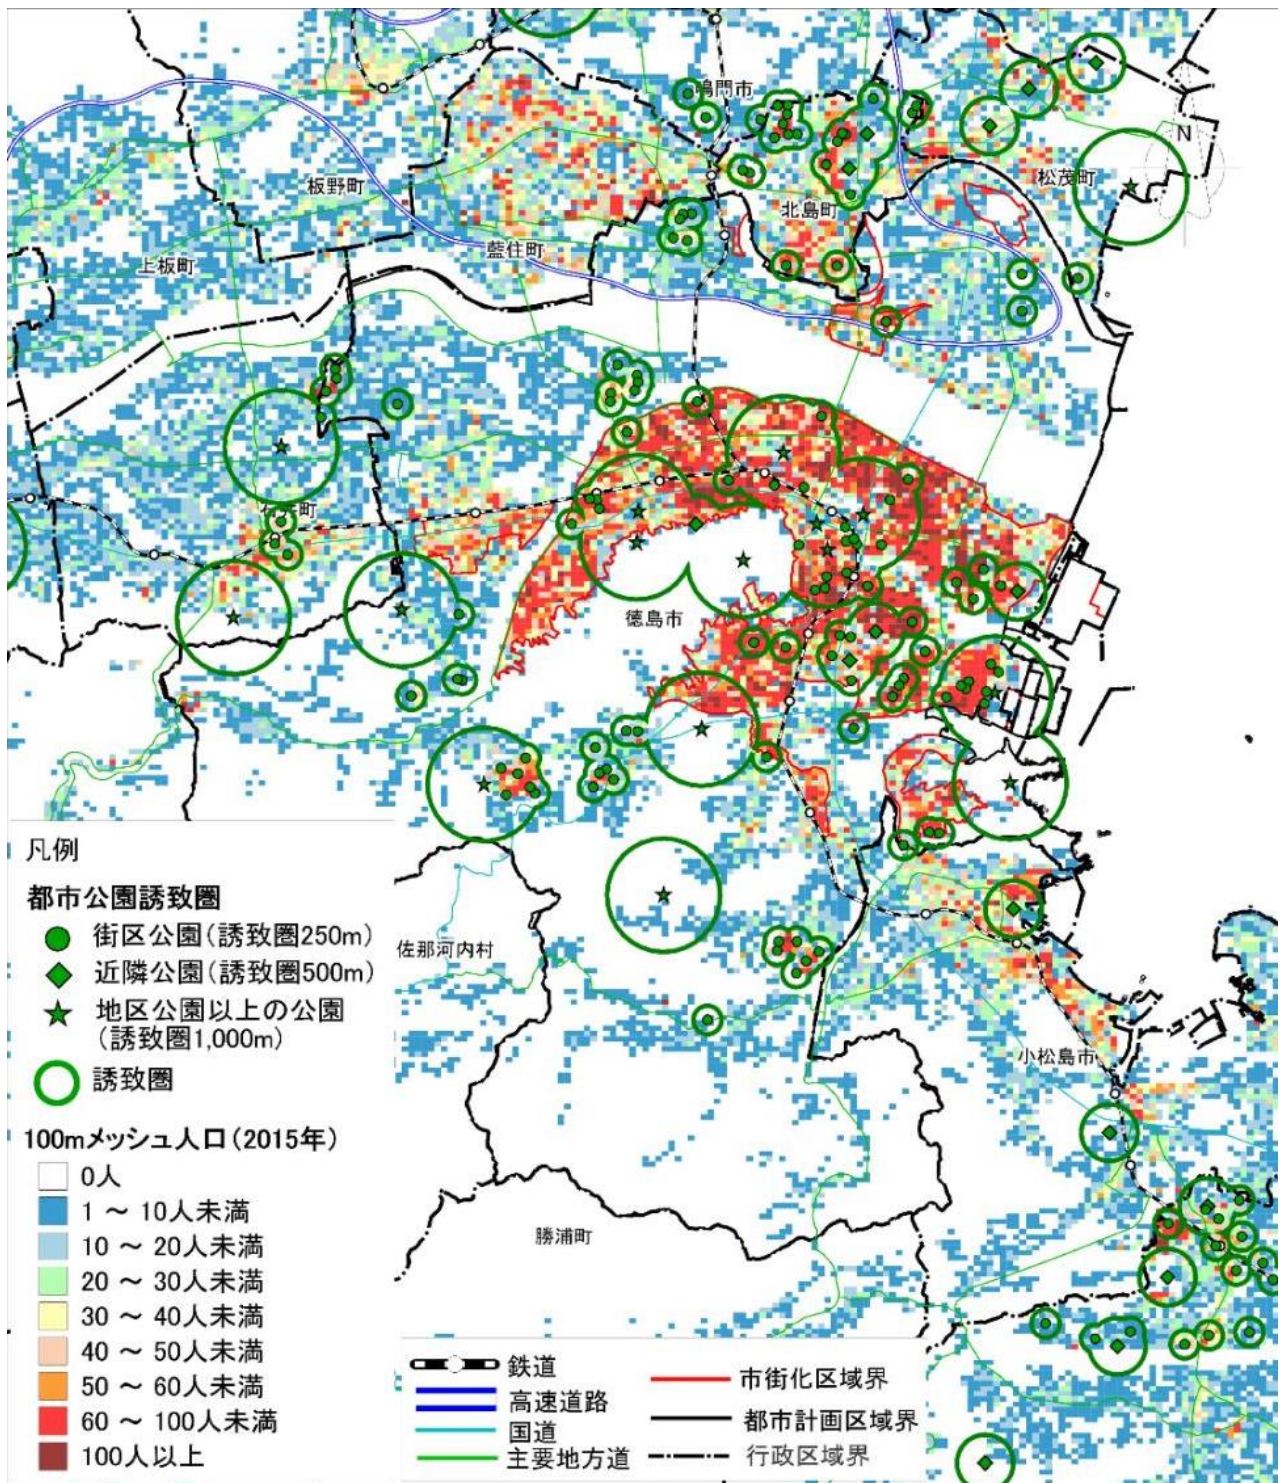 鳴門市
N
松茂町
板野町
北島町
藍住町
上板町
町
徳島市
佐那河内村
小松島市
勝浦町
凡例
都市公園誘致圏
街区公園(誘致圏250m)
近隣公園(誘致圏500m)
地区公園以上の公園
(誘致圏1,000m)
誘致圏
100mメッシュ人口(2015年)
0人
1 ～ 10人未満
10 ～ 20人未満
20 ～ 30人未満
30 ～ 40人未満
40 ～ 50人未満
50 ～ 60人未満
60 ～ 100人未満
100人以上
鉄道
高速道路
国道
主要地方道
市街化区域界
都市計画区域界
行政区域界